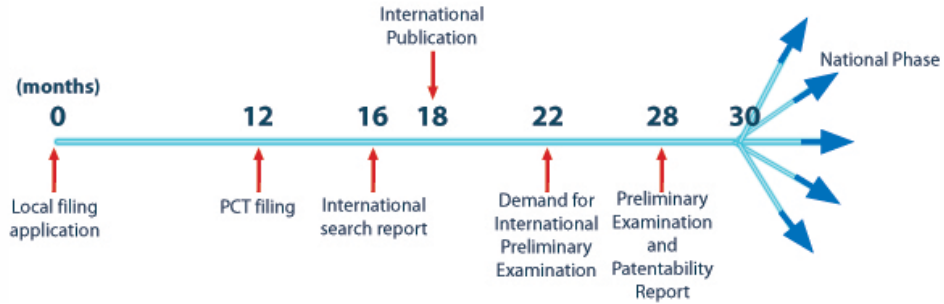 International
Publication
National Phase
(months)
0 12 16 18 22 28 30
Local filing
application
PCT filing
International
search report
Demand for
International
Preliminary
Examination
Preliminary
Examination
and
Patentability
Report